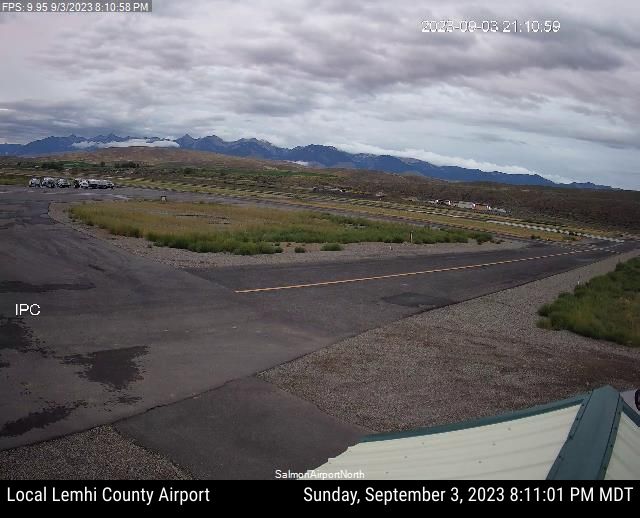 FPS: 9.95 9/3/2023 8:10:58 PM
2023-09-03 21:10:59
IPC
SalmonAirportNorth
Local Lemhi County Airport
Sunday, September 3, 2023 8:11:01 PM MDT